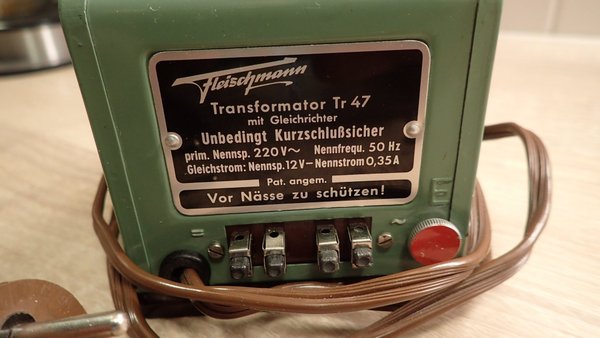 Fleischmann
Transformator Tr 47
mit Gleichrichter
Unbedingt Kurzschlußsicher
prim. Nennsp. 220 V~ Nennfrequ. 50 Hz
Gleichstrom: Nennsp. 12 V– Nennstrom 0,35 A
Pat. angem.
Vor Nässe zu schützen!
= ~